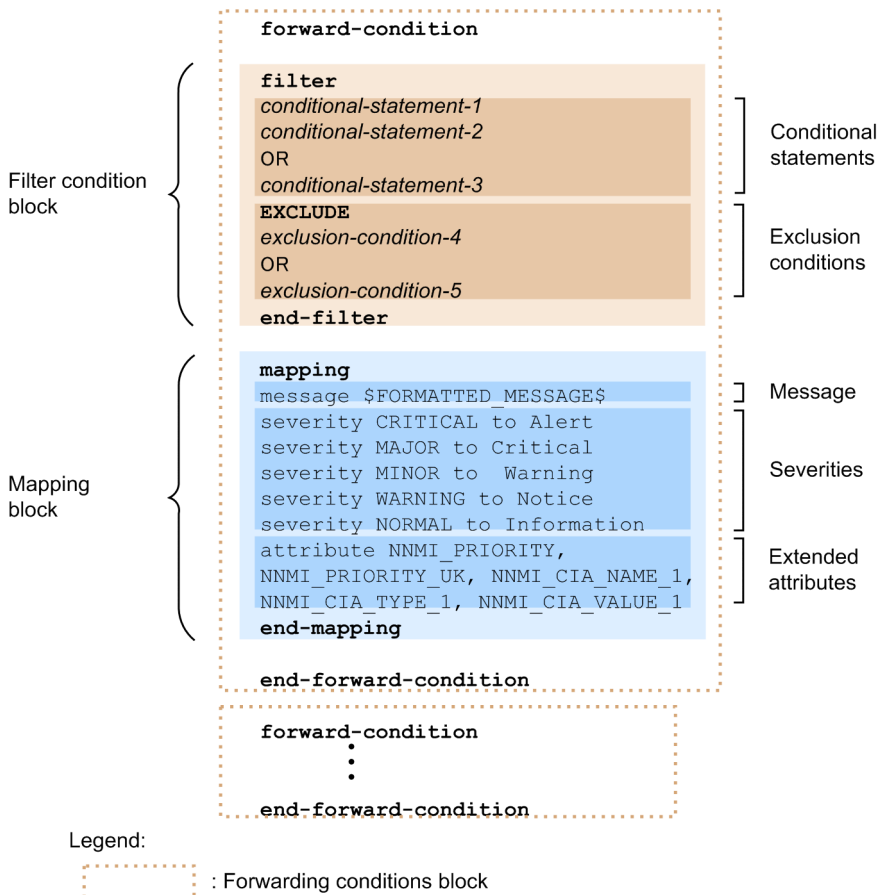 forward-condition
filter
conditional-statement-1
conditional-statement-2
OR
conditional-statement-3
Conditional
statements
Filter condition
block
EXCLUDE
exclusion-condition-4
OR
exclusion-condition-5
Exclusion
conditions
end-filter
mapping
message $FORMATTED_MESSAGE$
Message
severity CRITICAL to Alert
severity MAJOR to Critical
severity MINOR to  Warning
severity WARNING to Notice
severity NORMAL to Information
Severities
Mapping
block
attribute NNMI_PRIORITY,
NNMI_PRIORITY_UK, NNMI_CIA_NAME_1,
NNMI_CIA_TYPE_1, NNMI_CIA_VALUE_1
Extended
attributes
end-mapping
end-forward-condition
forward-condition
end-forward-condition
Legend:
: Forwarding conditions block